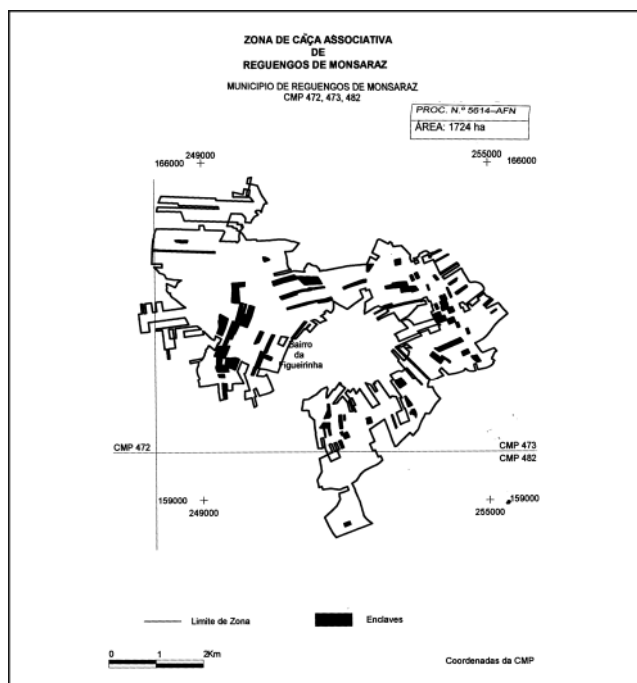 ZONA DE CAÇA ASSOCIATIVA
DE
REGUENGOS DE MONSARAZ
MUNICIPIO DE REGUENGOS DE MONSARAZ
CMP 472, 473, 482
PROC. N.º 5614–AFN
ÁREA: 1724 ha
249000
166000
255000
166000
Bairro
da
Figueirinha
CMP 472
CMP 473
CMP 482
159000
249000
159000
255000
Limite de Zona
Enclaves
0 1 2Km
Coordenadas da CMP